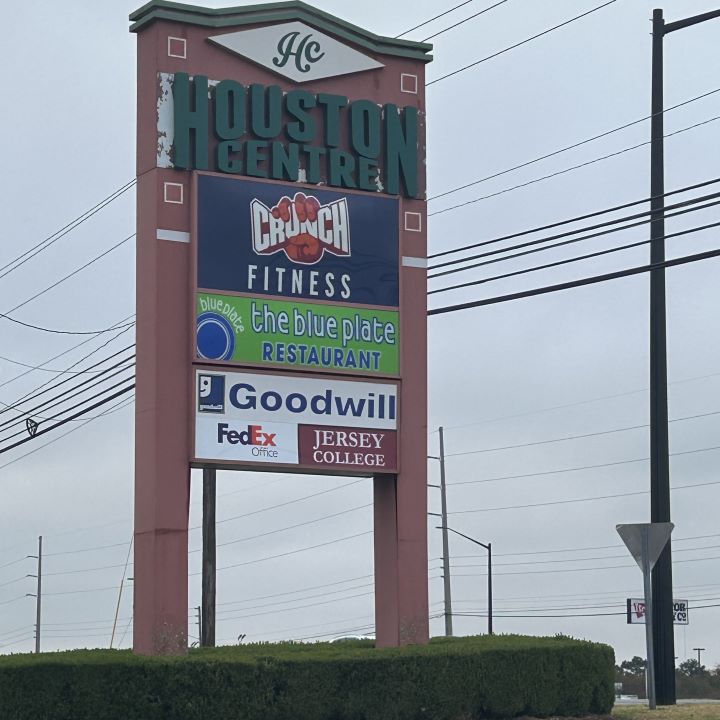 Hc
HOUSTON
CENTRE
CRUNCH
FITNESS
blueplate
the blue plate
RESTAURANT
g
goodwill
Goodwill
FedEx
Office
JERSEY
COLLEGE